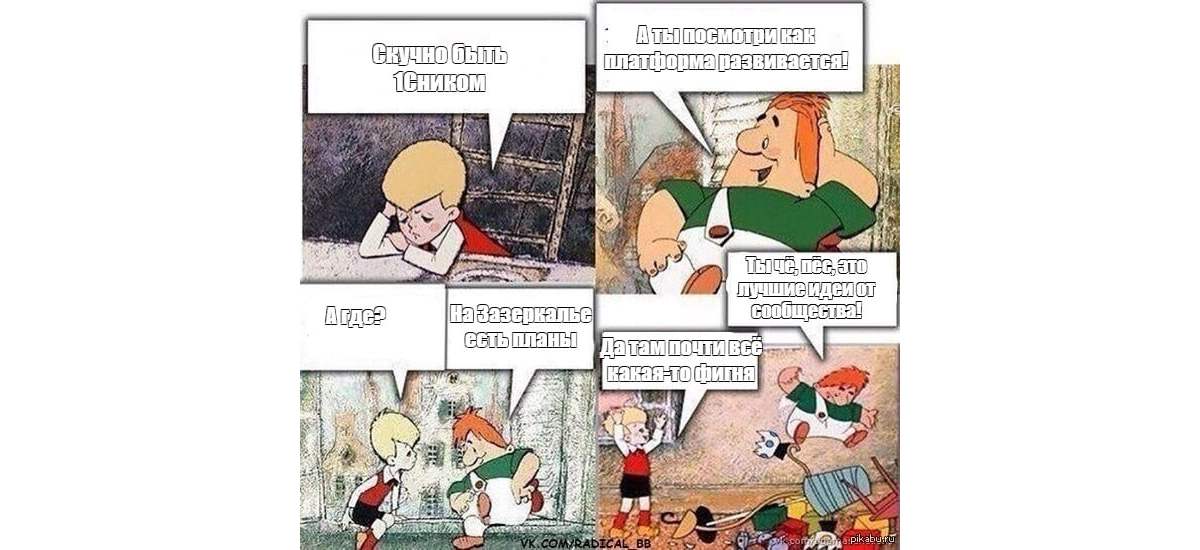 Скучно быть
1Сником
А ты посмотри как
платформа развивается!
А где?
На Зазеркалье
есть планы
Ты чё, пёс, это
лучшие идеи от
сообщества!
Да там почти всё
какая-то фигня
VK.COM/RADICAL_BB
pikabu.ru